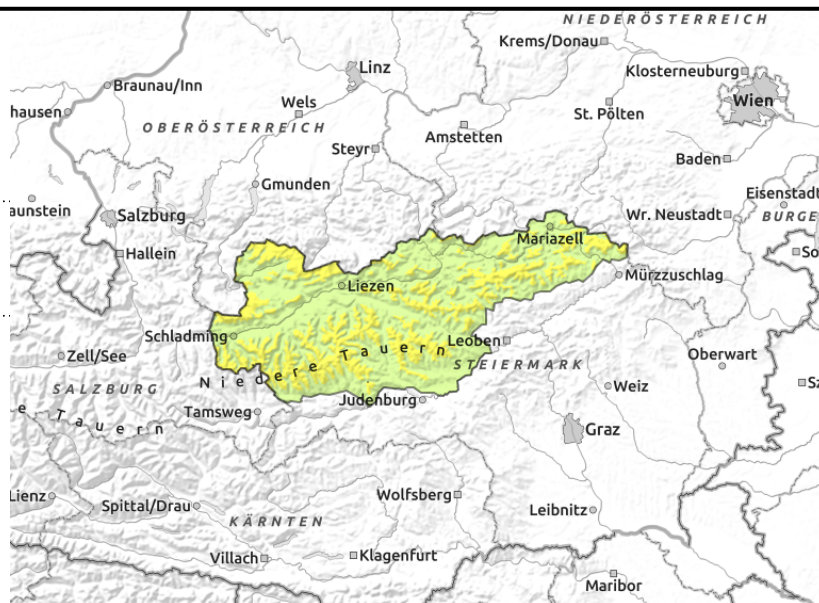 NIEDERÖSTERREICH
Krems/Donau
Linz
Klosterneuburg
Braunau/Inn
Wien
hausen
Wels
St. Pölten
OBERÖSTERREICH
Amstetten
Steyr
Baden
Gmunden
Eisenstadt
aunstein
Salzburg
Wr. Neustadt
BURGE
Mariazell
Hallein
So
Mürzzuschlag
Liezen
Schladming
Leoben
Zell/See
Niedere Tauern
STEIERMARK
Oberwart
SALZBURG
Weiz
Sz
Tamsweg
Judenburg
e Tauern
Graz
Lienz
Wolfsberg
Spittal/Drau
Leibnitz
KÄRNTEN
Villach
Klagenfurt
Maribor